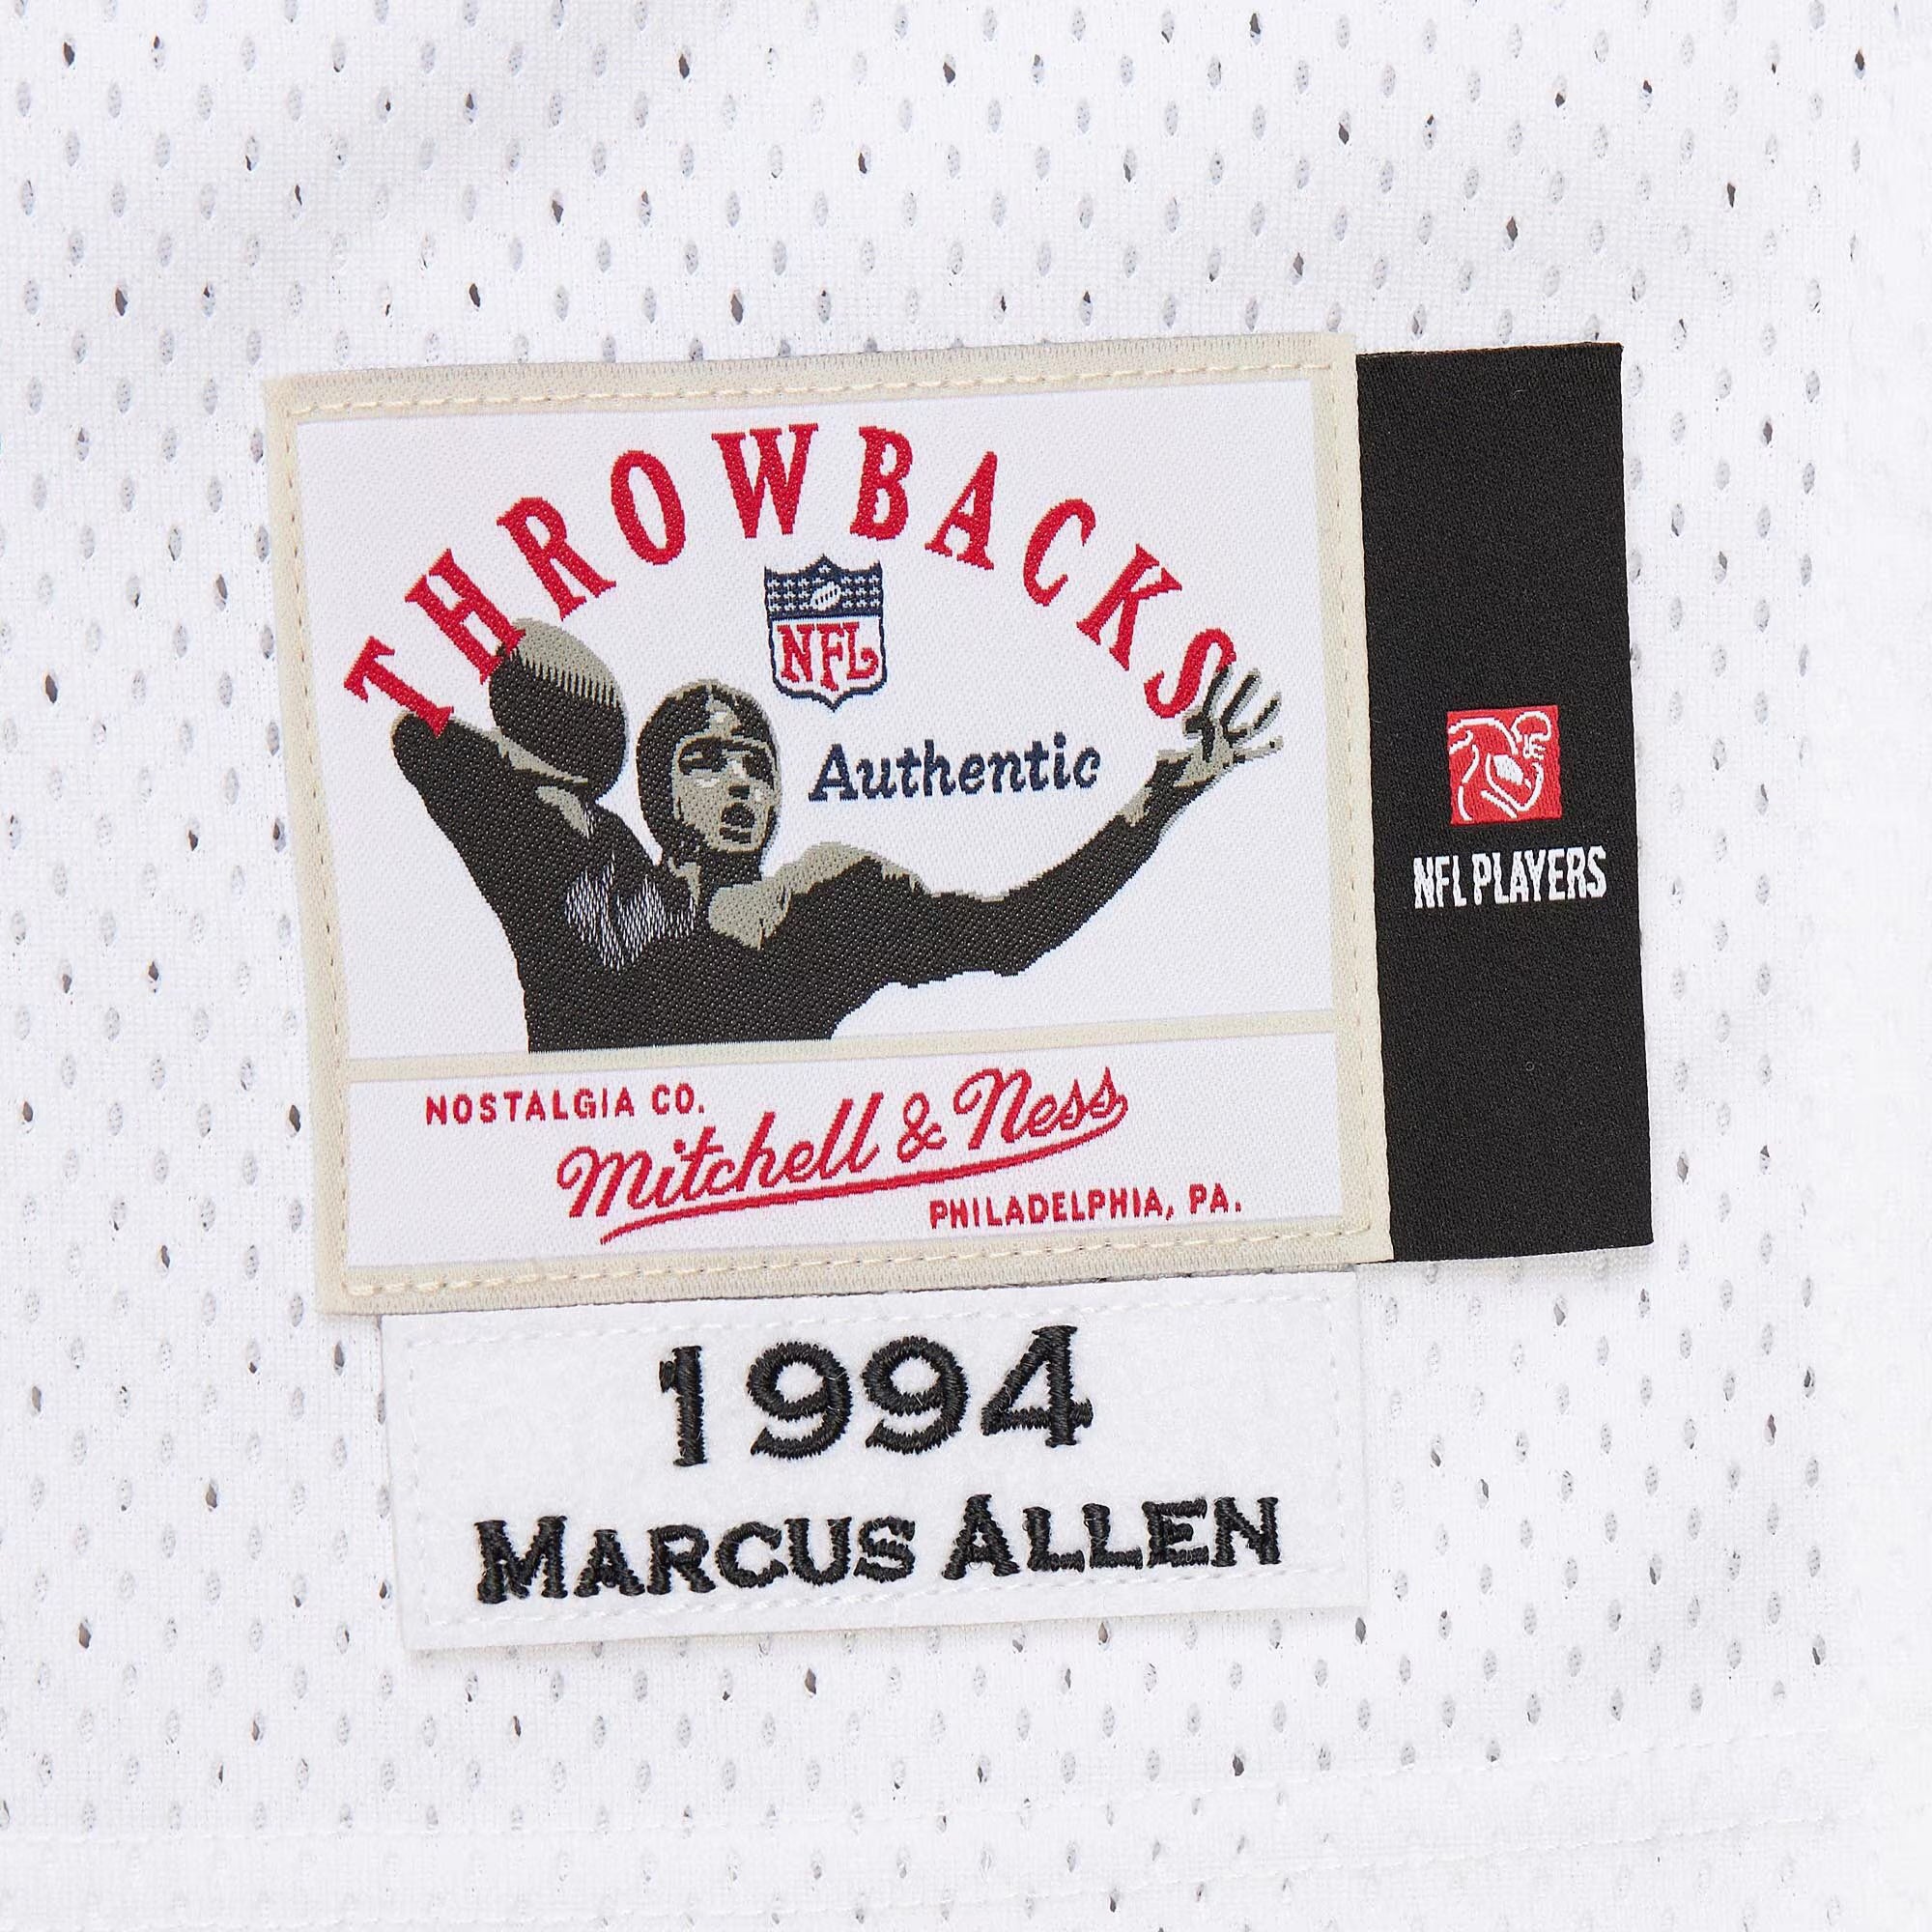 THROWBACKS
NFL
Authentic
NFL PLAYERS
NOSTALGIA CO.
Mitchell & Ness
PHILADELPHIA, PA.
1994
MARCUS ALLEN